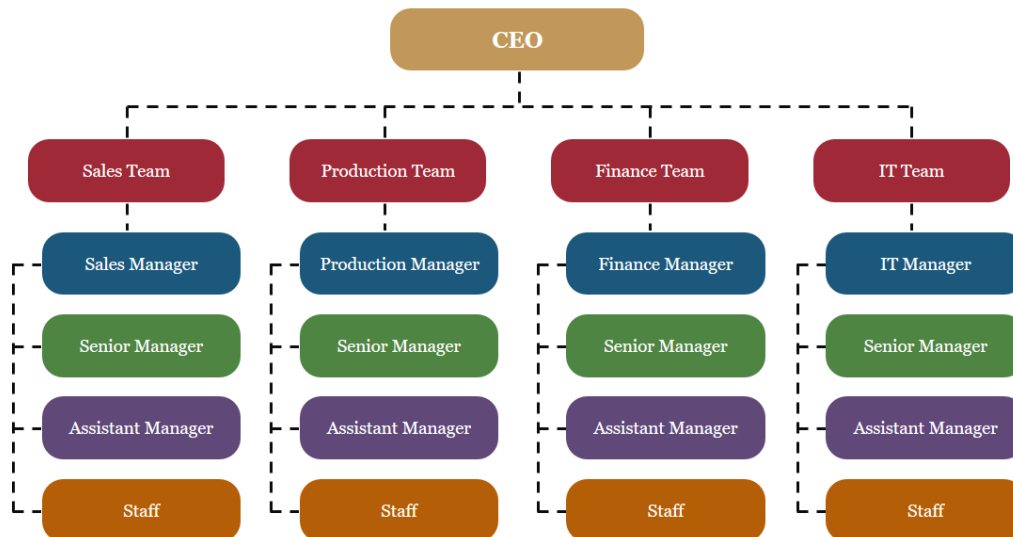 CEO
Sales Team
Production Team
Finance Team
IT Team
Sales Manager
Production Manager
Finance Manager
IT Manager
Senior Manager
Senior Manager
Senior Manager
Senior Manager
Assistant Manager
Assistant Manager
Assistant Manager
Assistant Manager
Staff
Staff
Staff
Staff